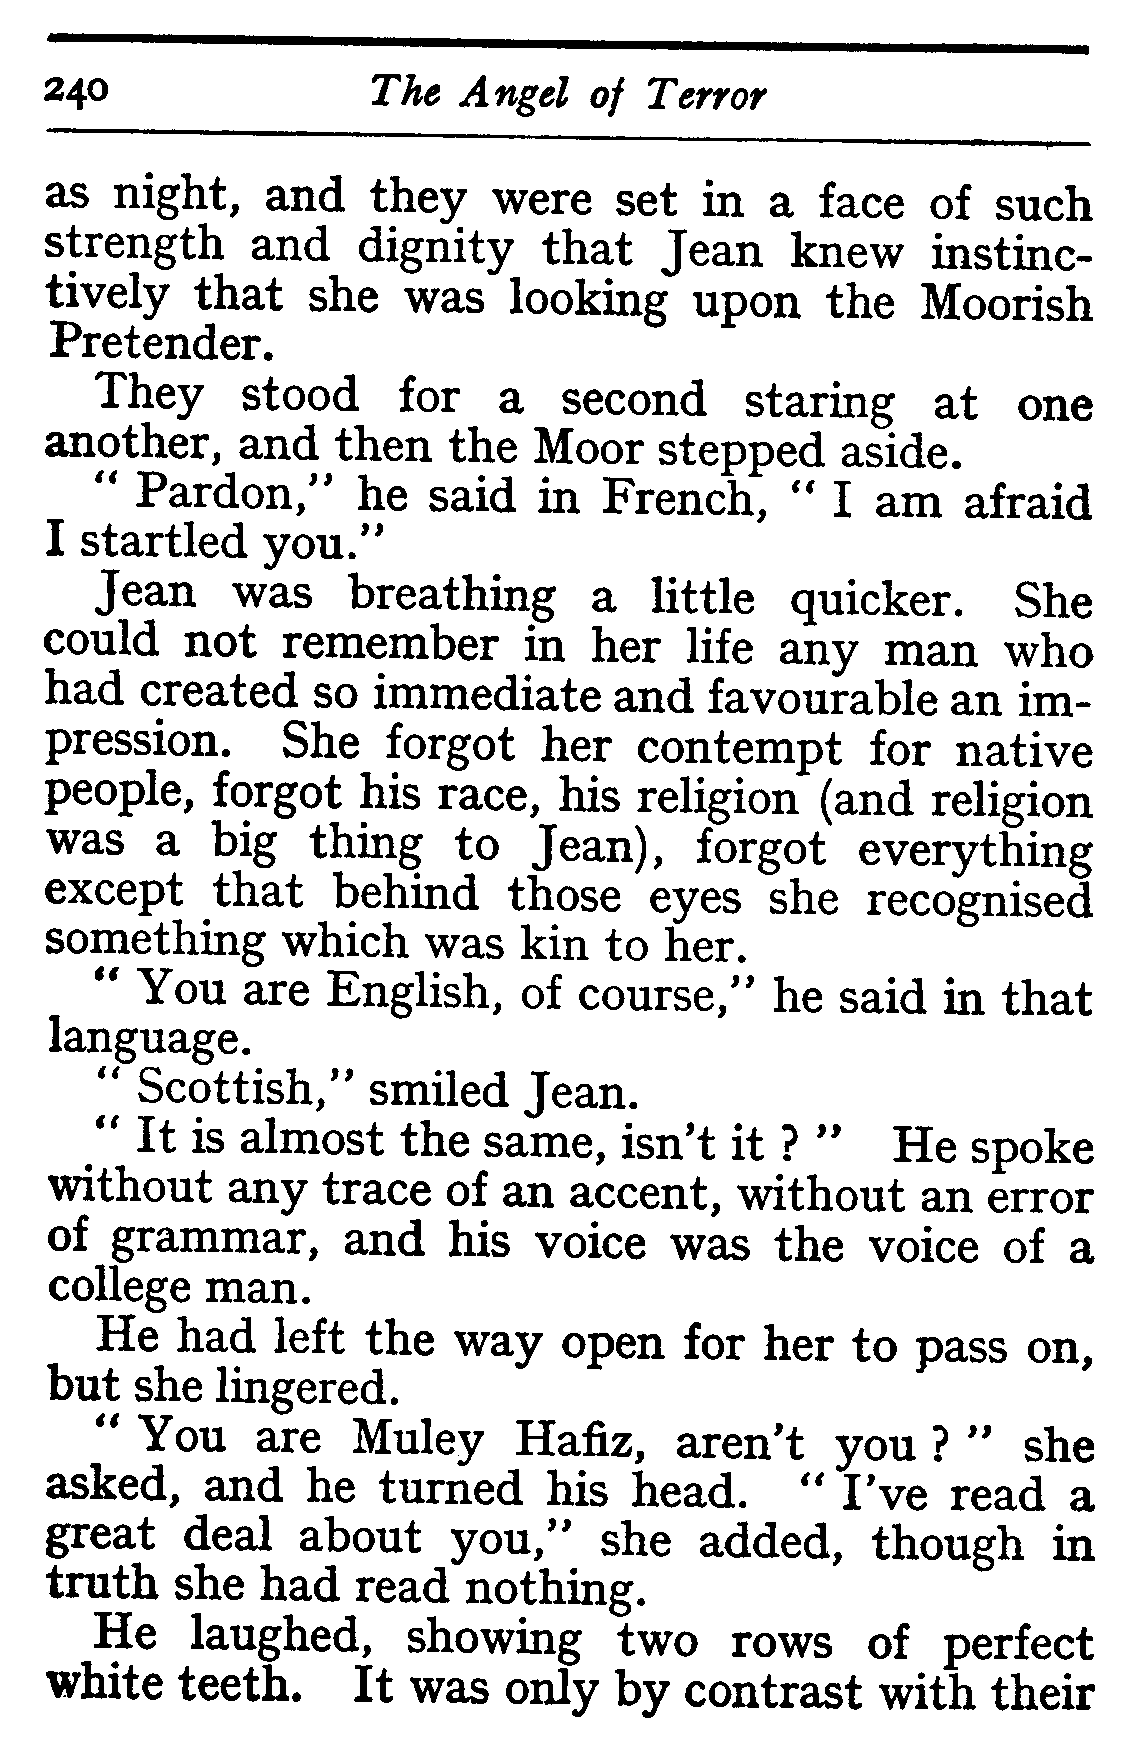 240 The Angel of Terror
as night, and they were set in a face of such
strength and dignity that Jean knew instinc-
tively that she was looking upon the Moorish
Pretender.
They stood for a second staring at one
another, and then the Moor stepped aside.
“ Pardon,” he said in French, “ I am afraid
I startled you.”
Jean was breathing a little quicker. She
could not remember in her life any man who
had created so immediate and favourable an im-
pression. She forgot her contempt for native
people, forgot his race, his religion (and religion
was a big thing to Jean), forgot everything
except that behind those eyes she recognised
something which was kin to her.
“ You are English, of course,” he said in that
language.
“ Scottish,” smiled Jean.
“ It is almost the same, isn't it ? ” He spoke
without any trace of an accent, without an error
of grammar, and his voice was the voice of a
college man.
He had left the way open for her to pass on,
but she lingered.
“ You are Muley Hafiz, aren't you ? ” she
asked, and he turned his head. “ I've read a
great deal about you,” she added, though in
truth she had read nothing.
He laughed, showing two rows of perfect
white teeth. It was only by contrast with their